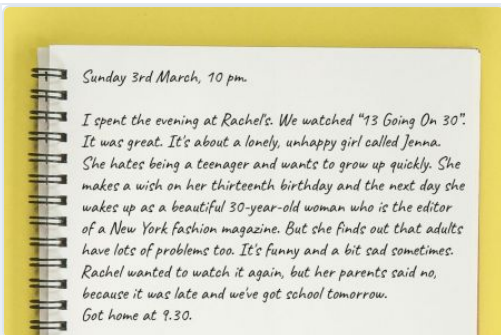 Sunday 3rd March, 10 pm.
I spent the evening at Rachel's. We watched "13 Going On 30".
It was great. It's about a lonely, unhappy girl called Jenna.
She hates being a teenager and wants to grow up quickly. She
makes a wish on her thirteenth birthday and the next day she
wakes up as a beautiful 30-year-old woman who is the editor
of a New York fashion magazine. But she finds out that adults
have lots of problems too. It's funny and a bit sad sometimes.
Rachel wanted to watch it again, but her parents said no,
because it was late and we've got school tomorrow.
Got home at 9.30.